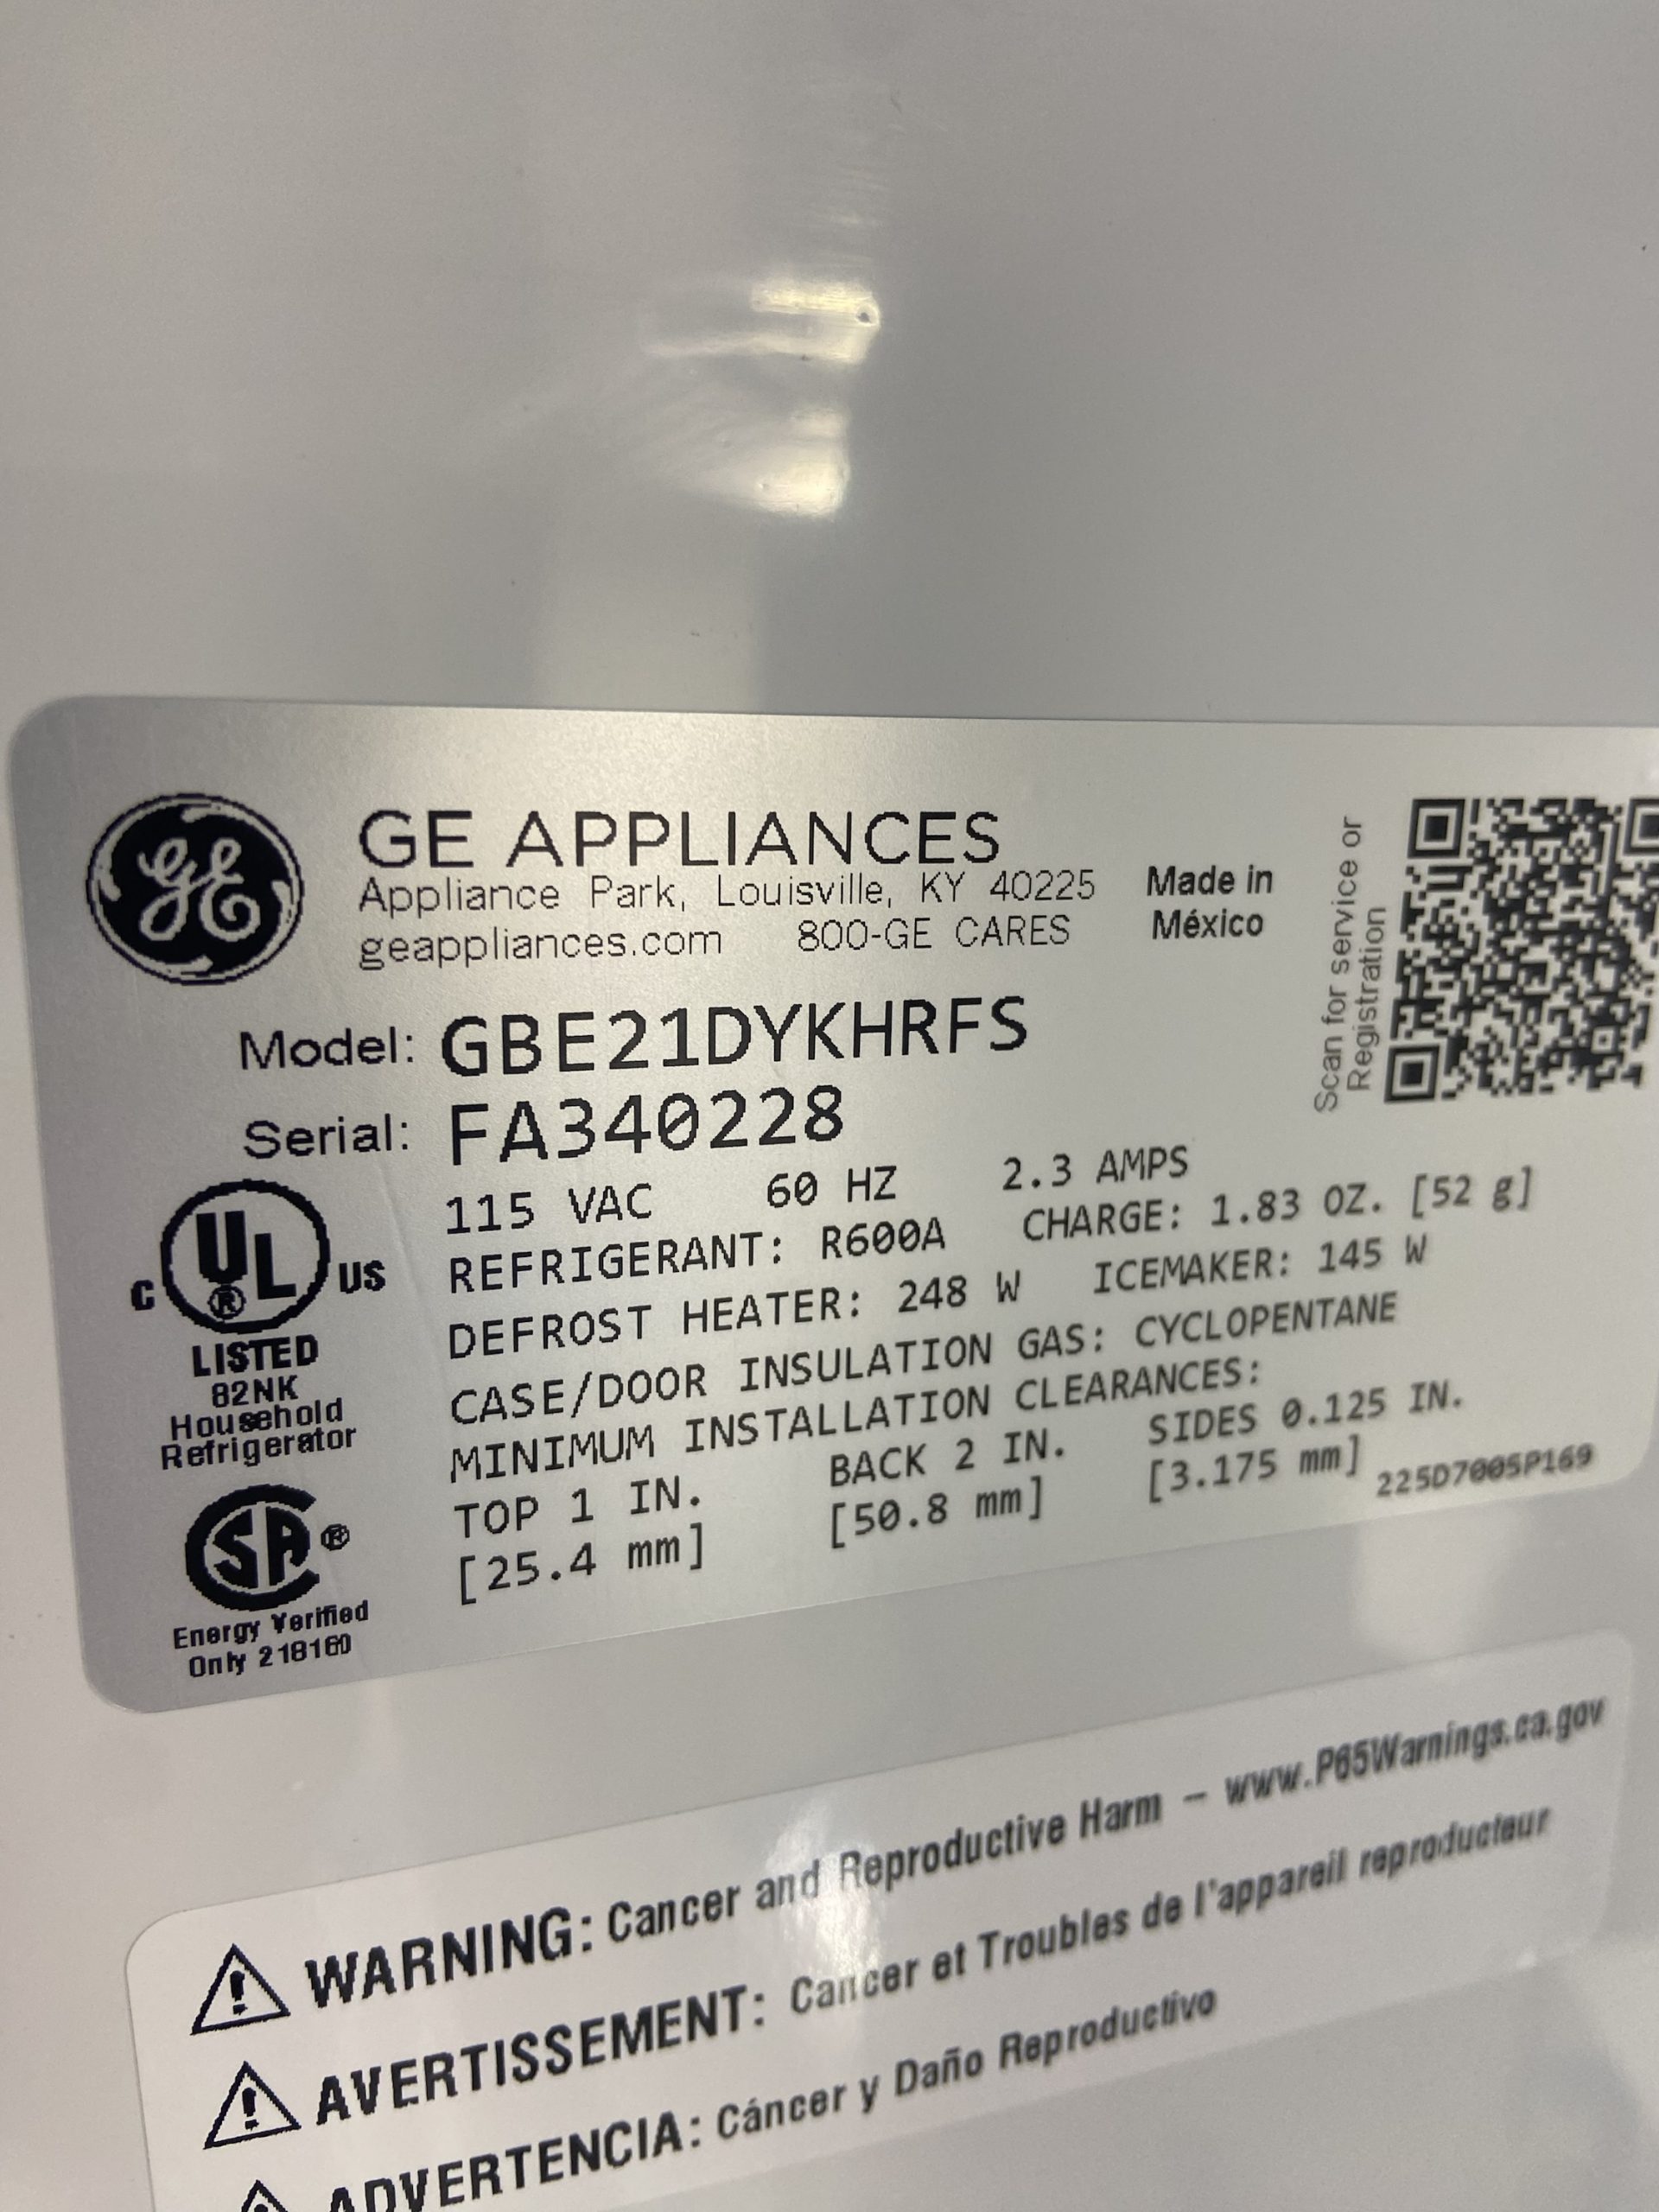 GE
GE APPLIANCES
Appliance Park, Louisville, KY 40225
geappliances.com 800-GE CARES
Made in
México
Scan for service or
Registration
Model: GBE21DYKHRFS
Serial: FA340228
115 VAC 60 HZ 2.3 AMPS
REFRIGERANT: R600A CHARGE: 1.83 OZ. [52 g]
DEFROST HEATER: 248 W ICEMAKER: 145 W
CASE/DOOR INSULATION GAS: CYCLOPENTANE
MINIMUM INSTALLATION CLEARANCES:
TOP 1 IN. BACK 2 IN. SIDES 0.125 IN.
[25.4 mm] [50.8 mm] [3.175 mm]
225D7005P169
C UL® US
LISTED
82NK
Household
Refrigerator
SA®
Energy Verified
Only 218160
WARNING: Cancer and Reproductive Harm – www.P65Warnings.ca.gov
AVERTISSEMENT: Cancer et Troubles de l'appareil reproducteur
ADVERTENCIA: Cáncer y Daño Reproductivo